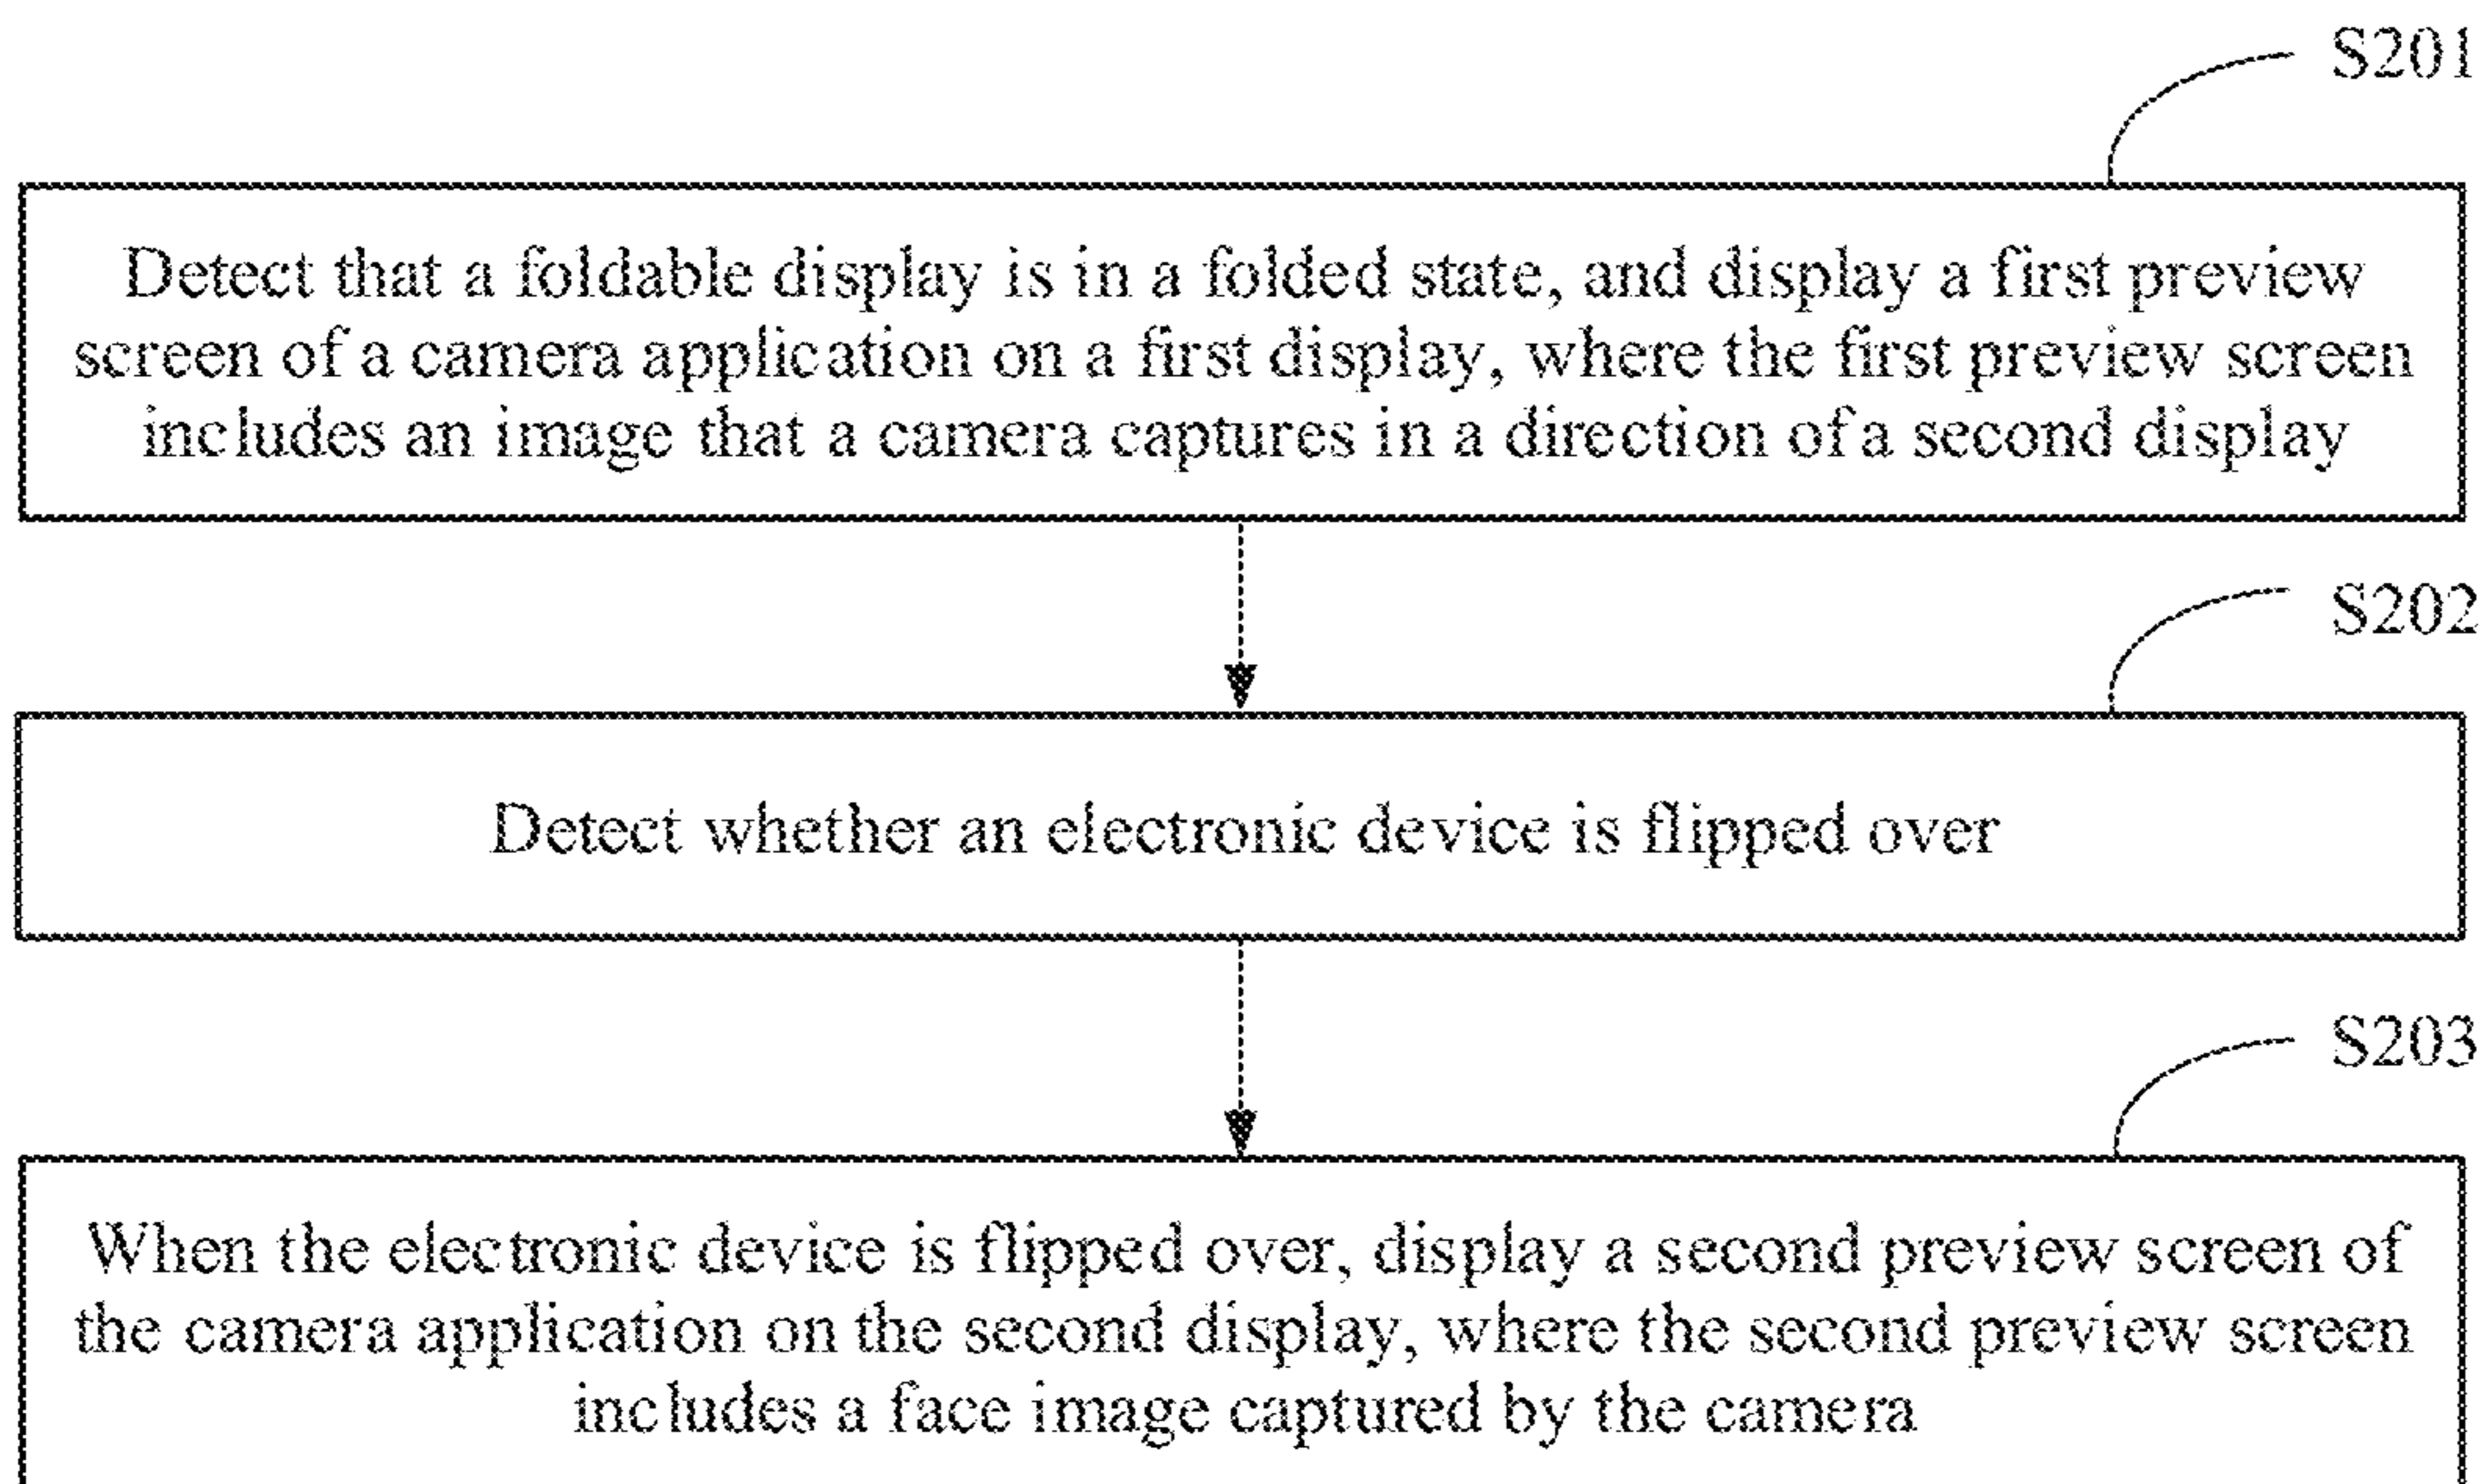 S201
Detect that a foldable display is in a folded state, and display a first preview
screen of a camera application on a first display, where the first preview screen
includes an image that a camera captures in a direction of a second display
S202
Detect whether an electronic device is flipped over
S203
When the electronic device is flipped over, display a second preview screen of
the camera application on the second display, where the second preview screen
includes a face image captured by the camera